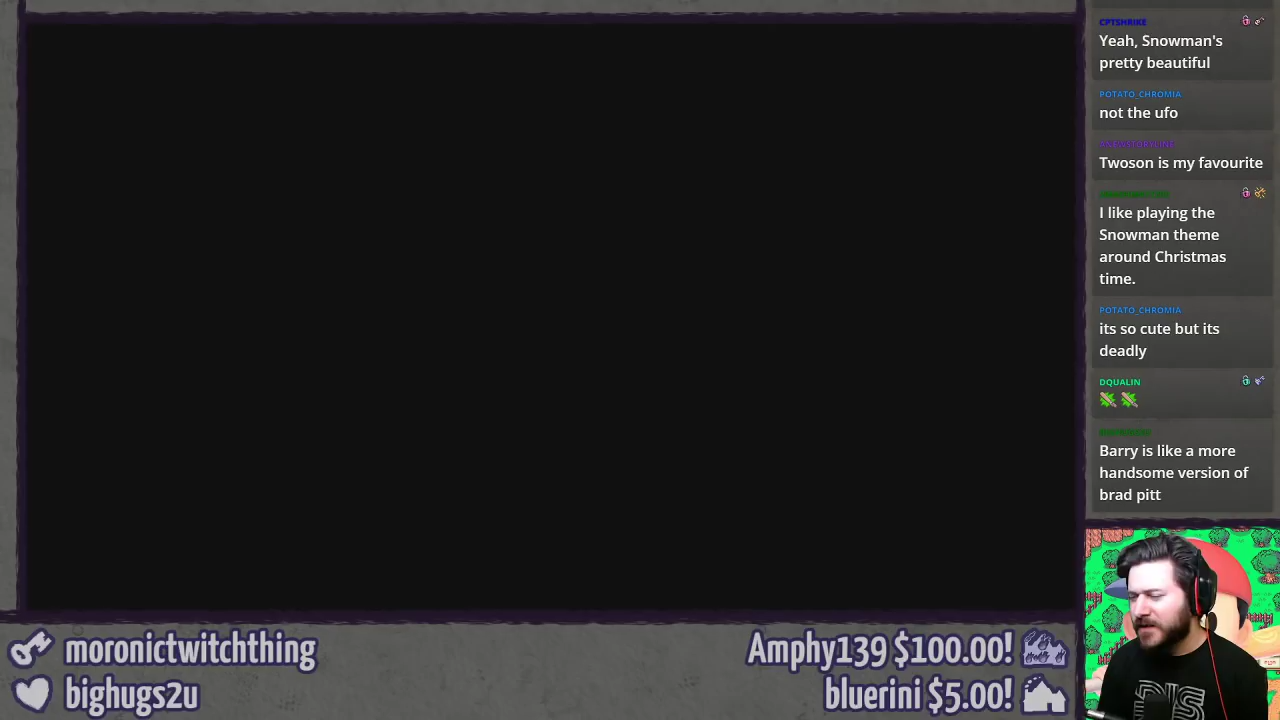 CPTSHRIKE
Yeah, Snowman's
pretty beautiful
POTATO_CHROMIA
not the ufo
Twoson is my favourite
I like playing the
Snowman theme
around Christmas
time.
POTATO_CHROMIA
its so cute but its
deadly
DQUALIN
Barry is like a more
handsome version of
brad pitt
moronictwitchthing
bighugs2u
Amphy139 $100.00!
bluerini $5.00!